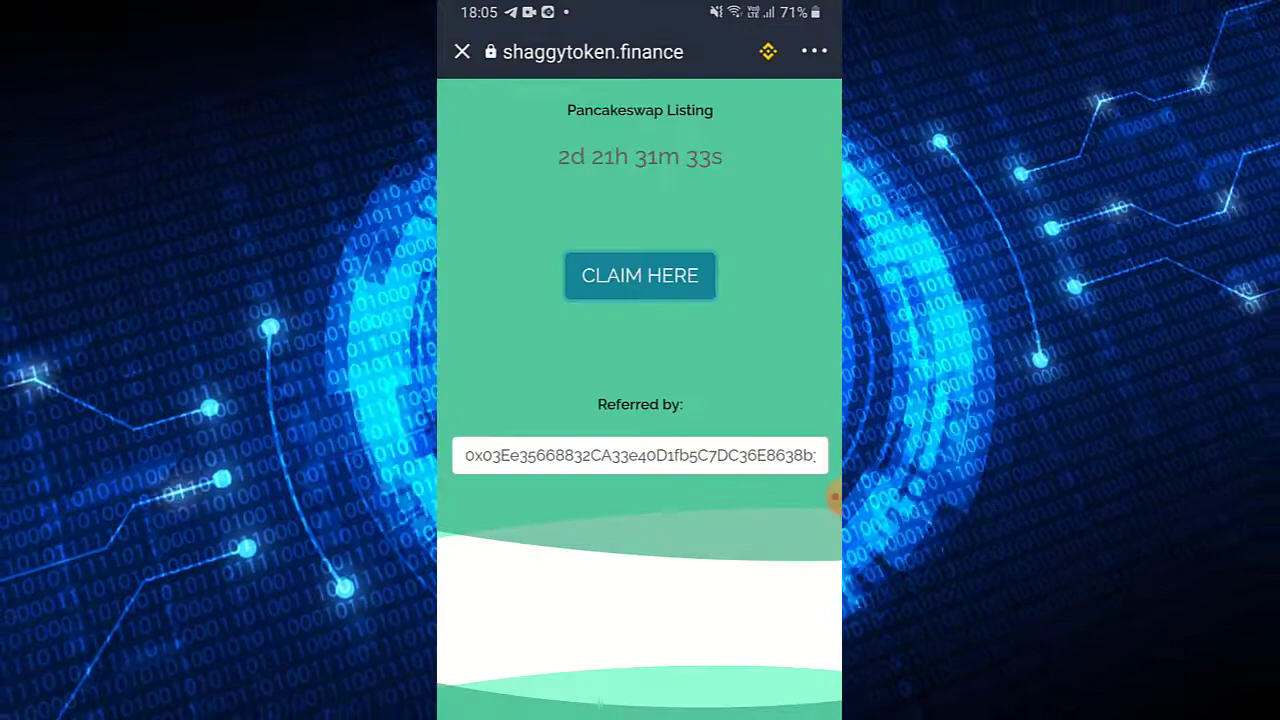 18:05
71%
shaggytoken.finance
Pancakeswap Listing
2d 21h 31m 33s
CLAIM HERE
Referred by:
0x03Ee35668832CA33e40D1fb5C7DC36E8638b